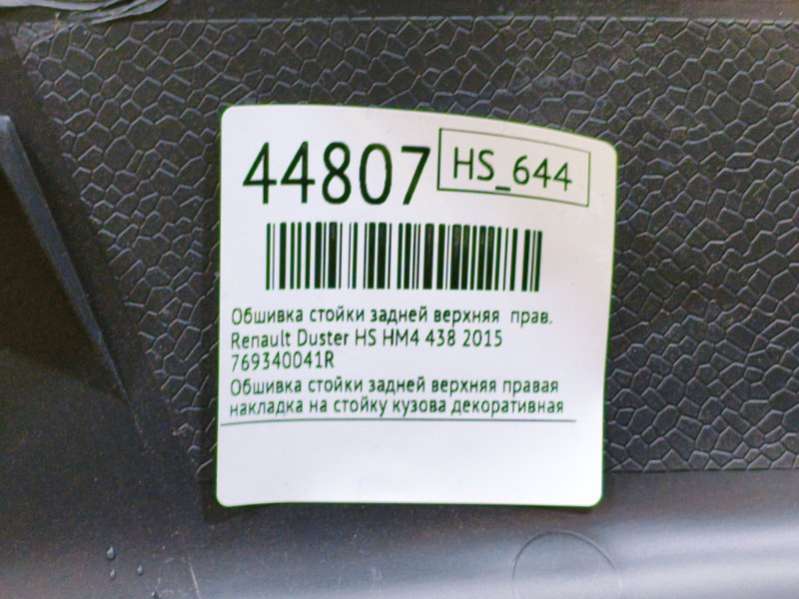 44807 HS_644
Обшивка стойки задней верхняя прав.
Renault Duster HS HM4 438 2015
769340041R
Обшивка стойки задней верхняя правая
накладка на стойку кузова декоративная